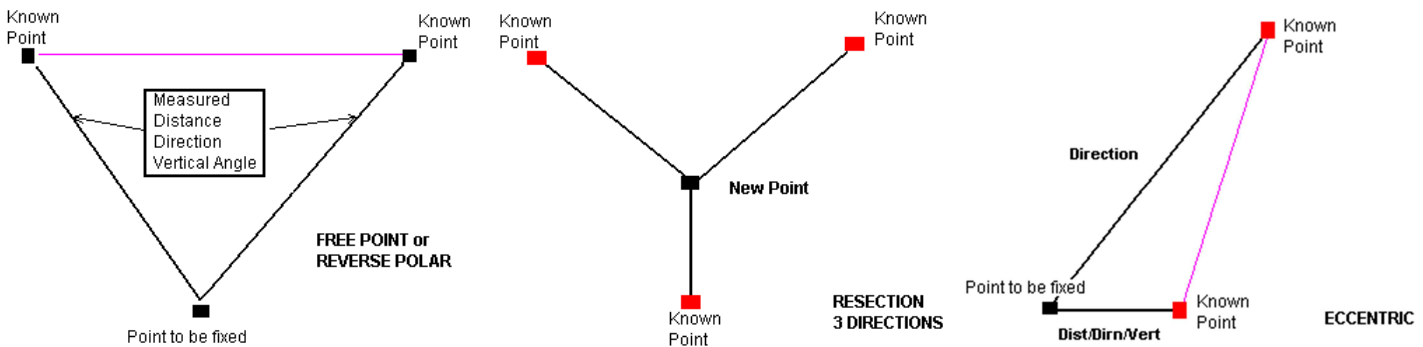 Known
Point
Known
Point
Measured
Distance
Direction
Vertical Angle
FREE POINT or
REVERSE POLAR
Point to be fixed
Known
Point
Known
Point
New Point
Known
Point
RESECTION
3 DIRECTIONS
Known
Point
Direction
Point to be fixed
Known
Point
Dist/Dirn/Vert
ECCENTRIC